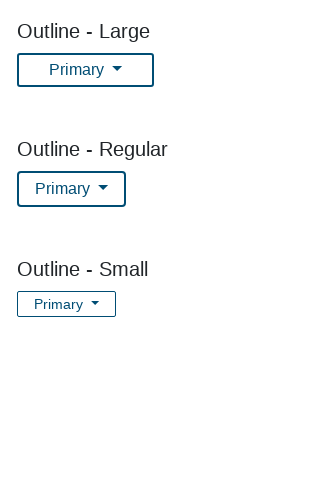 Outline - Large
Primary
Outline - Regular
Primary
Outline - Small
Primary